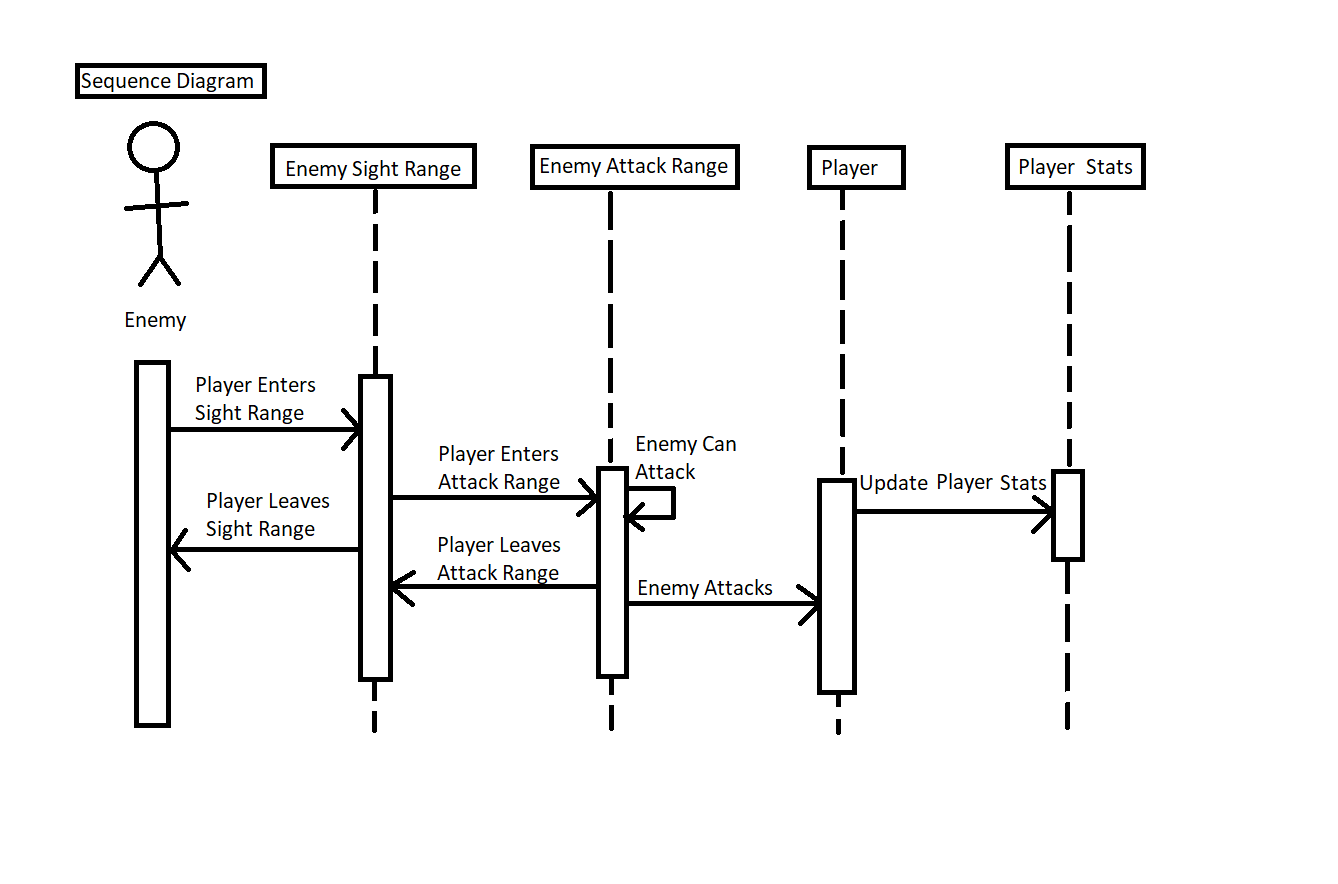 Sequence Diagram
Enemy Sight Range
Enemy Attack Range
Player
Player Stats
Enemy
Player Enters
Sight Range
Player Enters
Attack Range
Enemy Can
Attack
Update Player Stats
Player Leaves
Sight Range
Player Leaves
Attack Range
Enemy Attacks